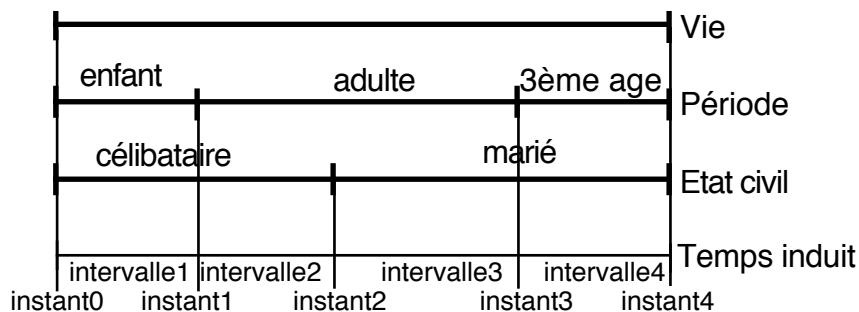 Vie
enfant adulte 3ème age
Période
célibataire marié
Etat civil
Temps induit
intervalle1 intervalle2 intervalle3 intervalle4
instant0 instant1 instant2 instant3 instant4